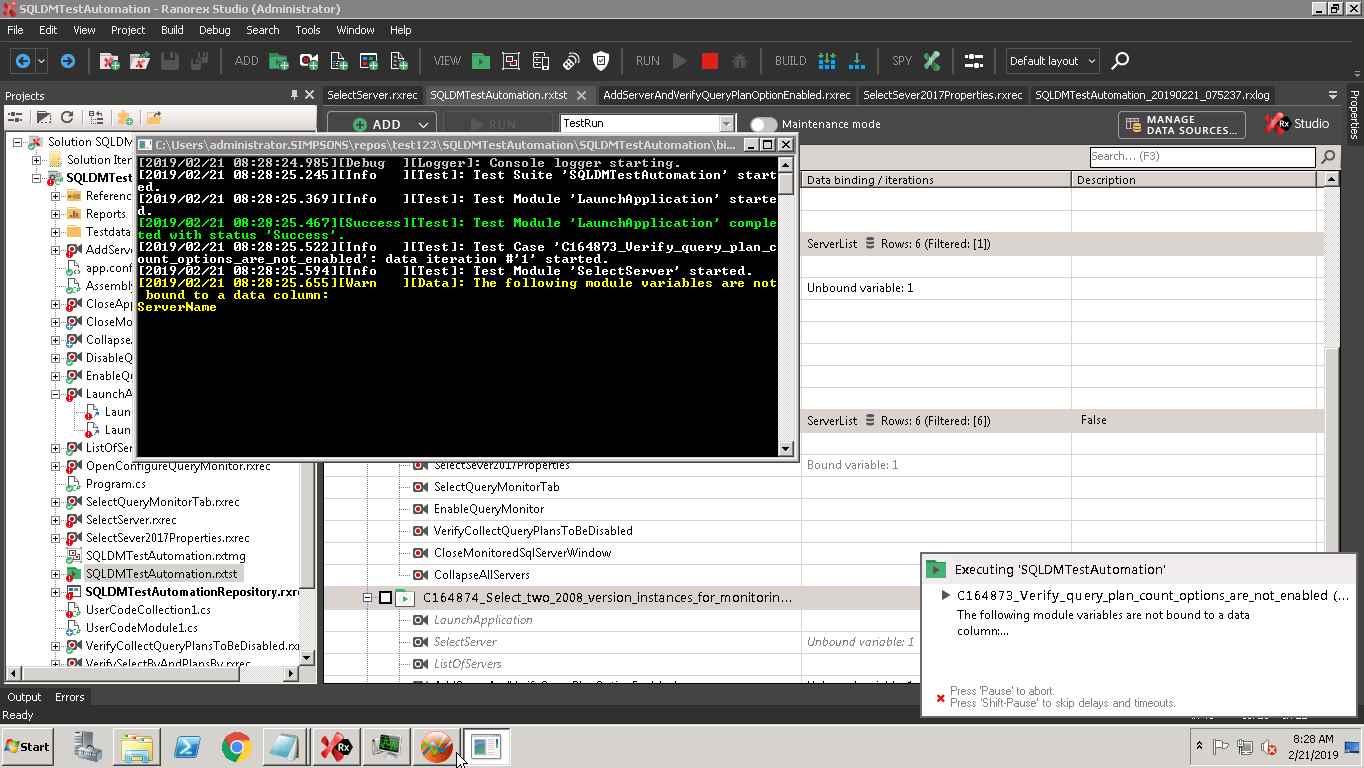 SQLDMTestAutomation - Ranorex Studio (Administrator)
File Edit View Project Build Debug Search Tools Window Help
ADD VIEW RUN BUILD SPY Default layout
Projects
SelectServer.rxrec SQLDMTestAutomation.rxtst AddServerAndVerifyQueryPlanOptionEnabled.rxrec SelectSever2017Properties.rxrec SQLDMTestAutomation_20190221_075237.rxlog
Properties
ADD RUN TestRun Maintenance mode MANAGE DATA SOURCES... Rx Studio
Search... (F3)
Data binding / iterations Description
Solution SQLDM
Solution Iter
SQLDMTest
Referenc
Reports
Testdata
AddServe
app.conf
Assembl
CloseApp
CloseMo
Collapse
DisableQ
EnableQu
LaunchA
Laun
Laun
ListOfSer
OpenConfigureQueryMonitor.rxrec
Program.cs
SelectQueryMonitorTab.rxrec
SelectServer.rxrec
SelectSever2017Properties.rxrec
SQLDMTestAutomation.rxtmg
SQLDMTestAutomation.rxtst
SQLDMTestAutomationRepository.rxre
UserCodeCollection1.cs
UserCodeModule1.cs
VerifyCollectQueryPlansToBeDisabled.rxr
VerifySelectByAndPlansBy.rxrec
C:\Users\administrator.SIMPSONS\repos\test123\SQLDMTestAutomation\SQLDMTestAutomation\bi...
[2019/02/21 08:28:24.985][Debug ][Logger]: Console logger starting.
[2019/02/21 08:28:25.245][Info ][Test]: Test Suite 'SQLDMTestAutomation' start
ed.
[2019/02/21 08:28:25.369][Info ][Test]: Test Module 'LaunchApplication' starte
d.
[2019/02/21 08:28:25.467][Success][Test]: Test Module 'LaunchApplication' comple
ted with status 'Success'.
[2019/02/21 08:28:25.522][Info ][Test]: Test Case 'C164873_Verify_query_plan_c
ount_options_are_not_enabled': data iteration #'1' started.
[2019/02/21 08:28:25.594][Info ][Test]: Test Module 'SelectServer' started.
[2019/02/21 08:28:25.655][Warn ][Data]: The following module variables are not
bound to a data column:
ServerName
ServerList Rows: 6 (Filtered: [1])
Unbound variable: 1
ServerList Rows: 6 (Filtered: [6]) False
SelectSever2017Properties Bound variable: 1
SelectQueryMonitorTab
EnableQueryMonitor
VerifyCollectQueryPlansToBeDisabled
CloseMonitoredSqlServerWindow
CollapseAllServers
C164874_Select_two_2008_version_instances_for_monitorin...
LaunchApplication
SelectServer Unbound variable: 1
ListOfServers
Executing 'SQLDMTestAutomation'
C164873_Verify_query_plan_count_options_are_not_enabled (...
The following module variables are not bound to a data
column:...
Press 'Pause' to abort.
Press 'Shift-Pause' to skip delays and timeouts.
Output Errors
Ready
Start
Rx
8:28 AM
2/21/2019